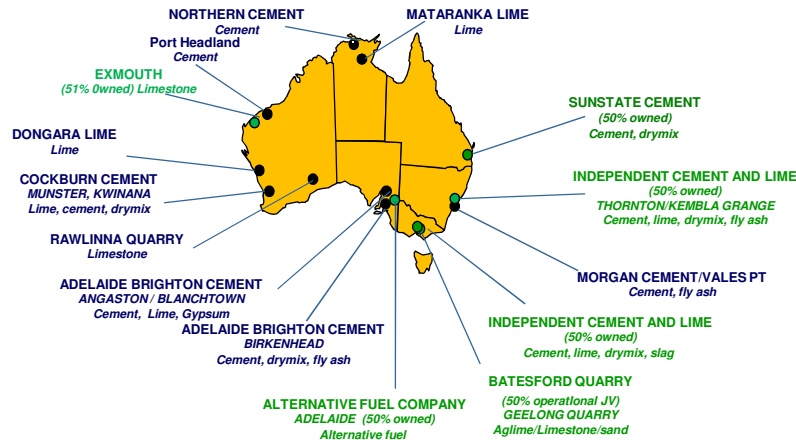 NORTHERN CEMENT
Cement
MATARANKA LIME
Lime
Port Headland
Cement
EXMOUTH
(51% 0wned) Limestone
DONGARA LIME
Lime
COCKBURN CEMENT
MUNSTER, KWINANA
Lime, cement, drymix
RAWLINNA QUARRY
Limestone
ADELAIDE BRIGHTON CEMENT
ANGASTON / BLANCHTOWN
Cement, Lime, Gypsum
ADELAIDE BRIGHTON CEMENT
BIRKENHEAD
Cement, drymix, fly ash
ALTERNATIVE FUEL COMPANY
ADELAIDE (50% owned)
Alternative fuel
SUNSTATE CEMENT
(50% owned)
Cement, drymix
INDEPENDENT CEMENT AND LIME
(50% owned)
THORNTON/KEMBLA GRANGE
Cement, lime, drymix, fly ash
MORGAN CEMENT/VALES PT
Cement, fly ash
INDEPENDENT CEMENT AND LIME
(50% owned)
Cement, lime, drymix, slag
BATESFORD QUARRY
(50% operational JV)
GEELONG QUARRY
Aglime/Limestone/sand